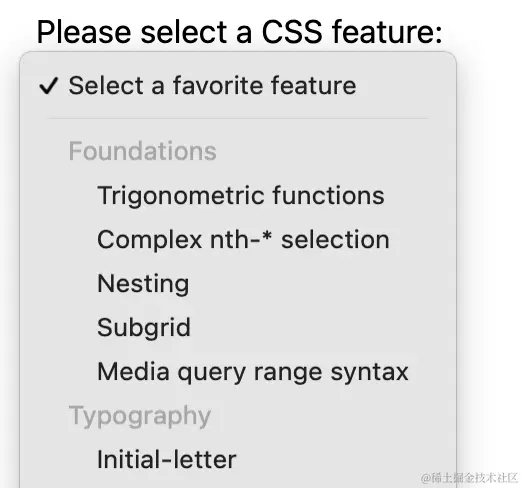 Please select a CSS feature:
✓ Select a favorite feature
Foundations
Trigonometric functions
Complex nth-* selection
Nesting
Subgrid
Media query range syntax
Typography
Initial-letter
@稀土掘金技术社区